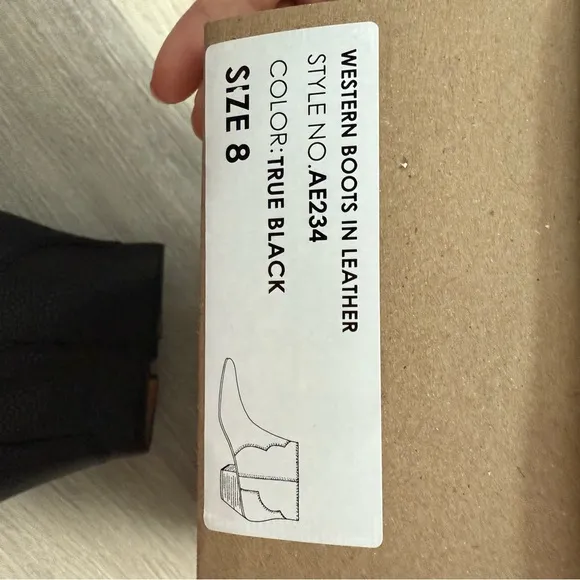 WESTERN BOOTS IN LEATHER
STYLE NO.AE234
COLOR:TRUE BLACK
SIZE 8